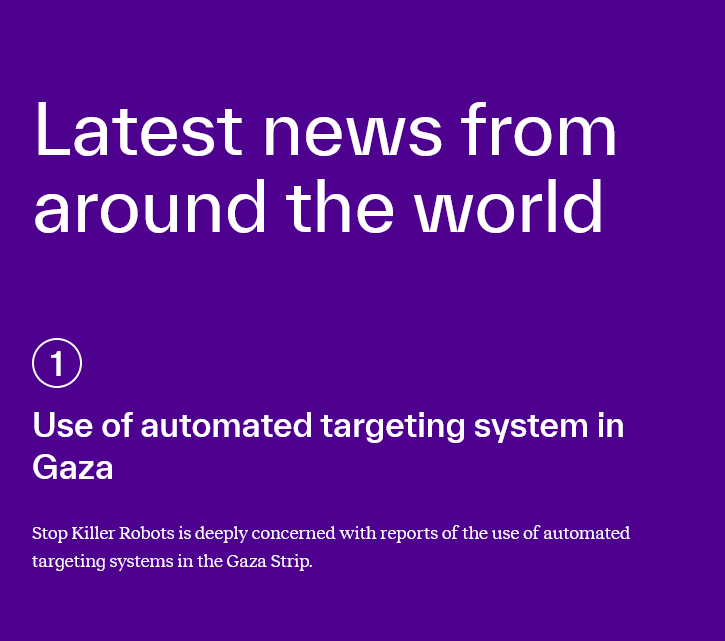 Latest news from
around the world
1
Use of automated targeting system in
Gaza
Stop Killer Robots is deeply concerned with reports of the use of automated
targeting systems in the Gaza Strip.